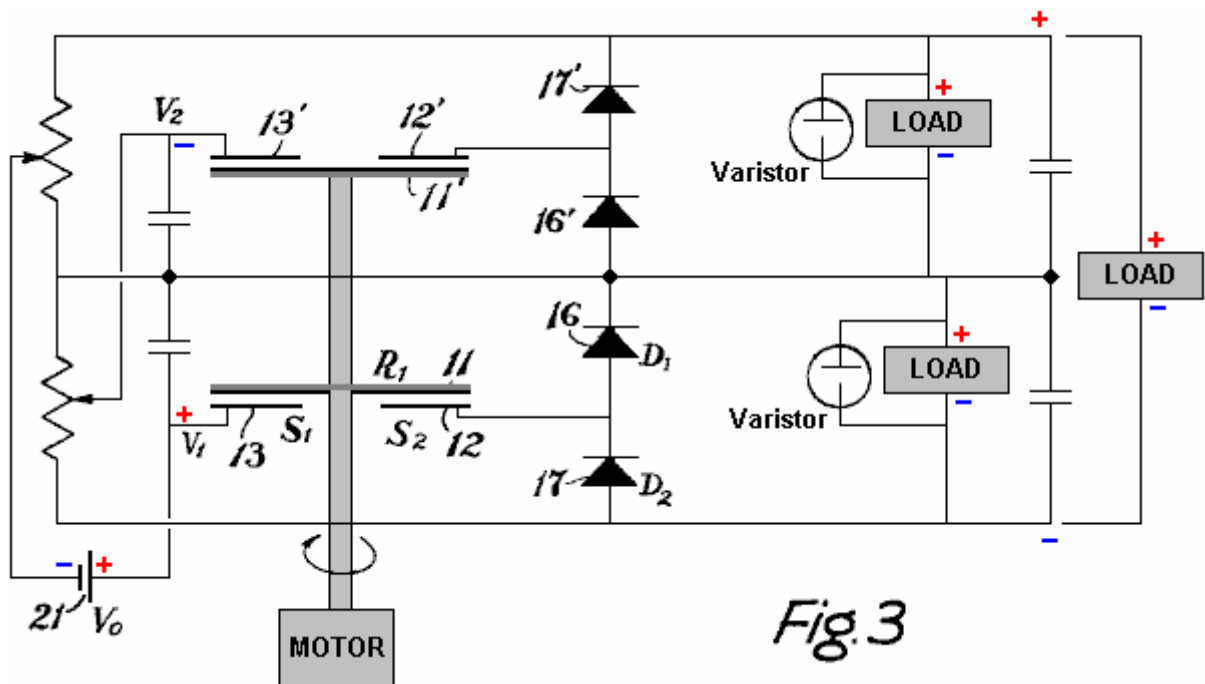 +
17'
+
V₂
13'
12'
LOAD
−
−
Varistor
11'
16'
+
LOAD
−
16
+
R₁
11
D₁
LOAD
+
−
V₁
13
S₁
S₂
12
Varistor
17
D₂
−
− +
21
V₀
MOTOR
Fig. 3